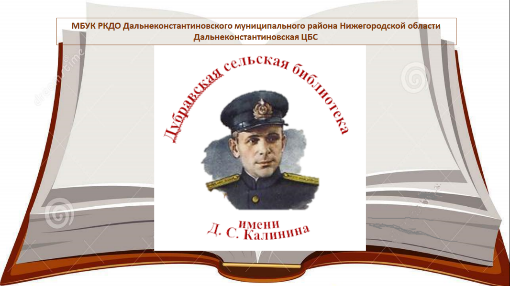 МБУК РКДО Дальнеконстантиновского муниципального района Нижегородской области
Дальнеконстантиновская ЦБС
Дубравская сельская библиотека
имени
Д. С. Калинина